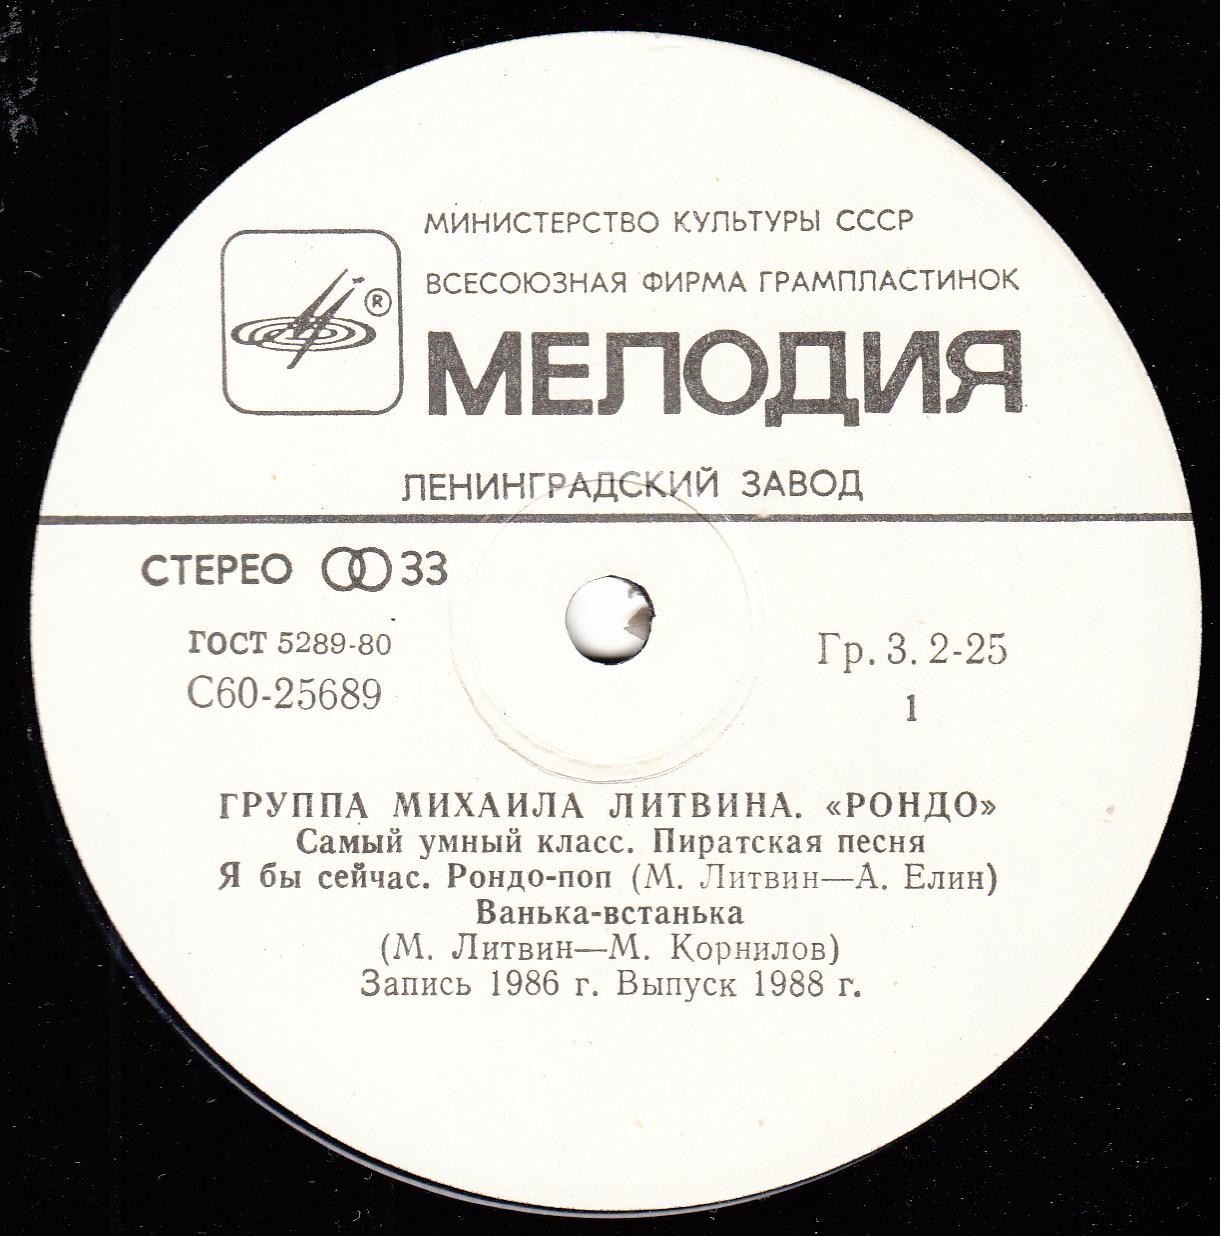 МИНИСТЕРСТВО КУЛЬТУРЫ СССР
ВСЕСОЮЗНАЯ ФИРМА ГРАМПЛАСТИНОК
®
МЕЛОДИЯ
ЛЕНИНГРАДСКИЙ ЗАВОД
СТЕРЕО 33
ГОСТ 5289-80
С60-25689
Гр. 3. 2-25
1
ГРУППА МИХАИЛА ЛИТВИНА. «РОНДО»
Самый умный класс. Пиратская песня
Я бы сейчас. Рондо-поп (М. Литвин—А. Елин)
Ванька-встанька
(М. Литвин—М. Корнилов)
Запись 1986 г. Выпуск 1988 г.